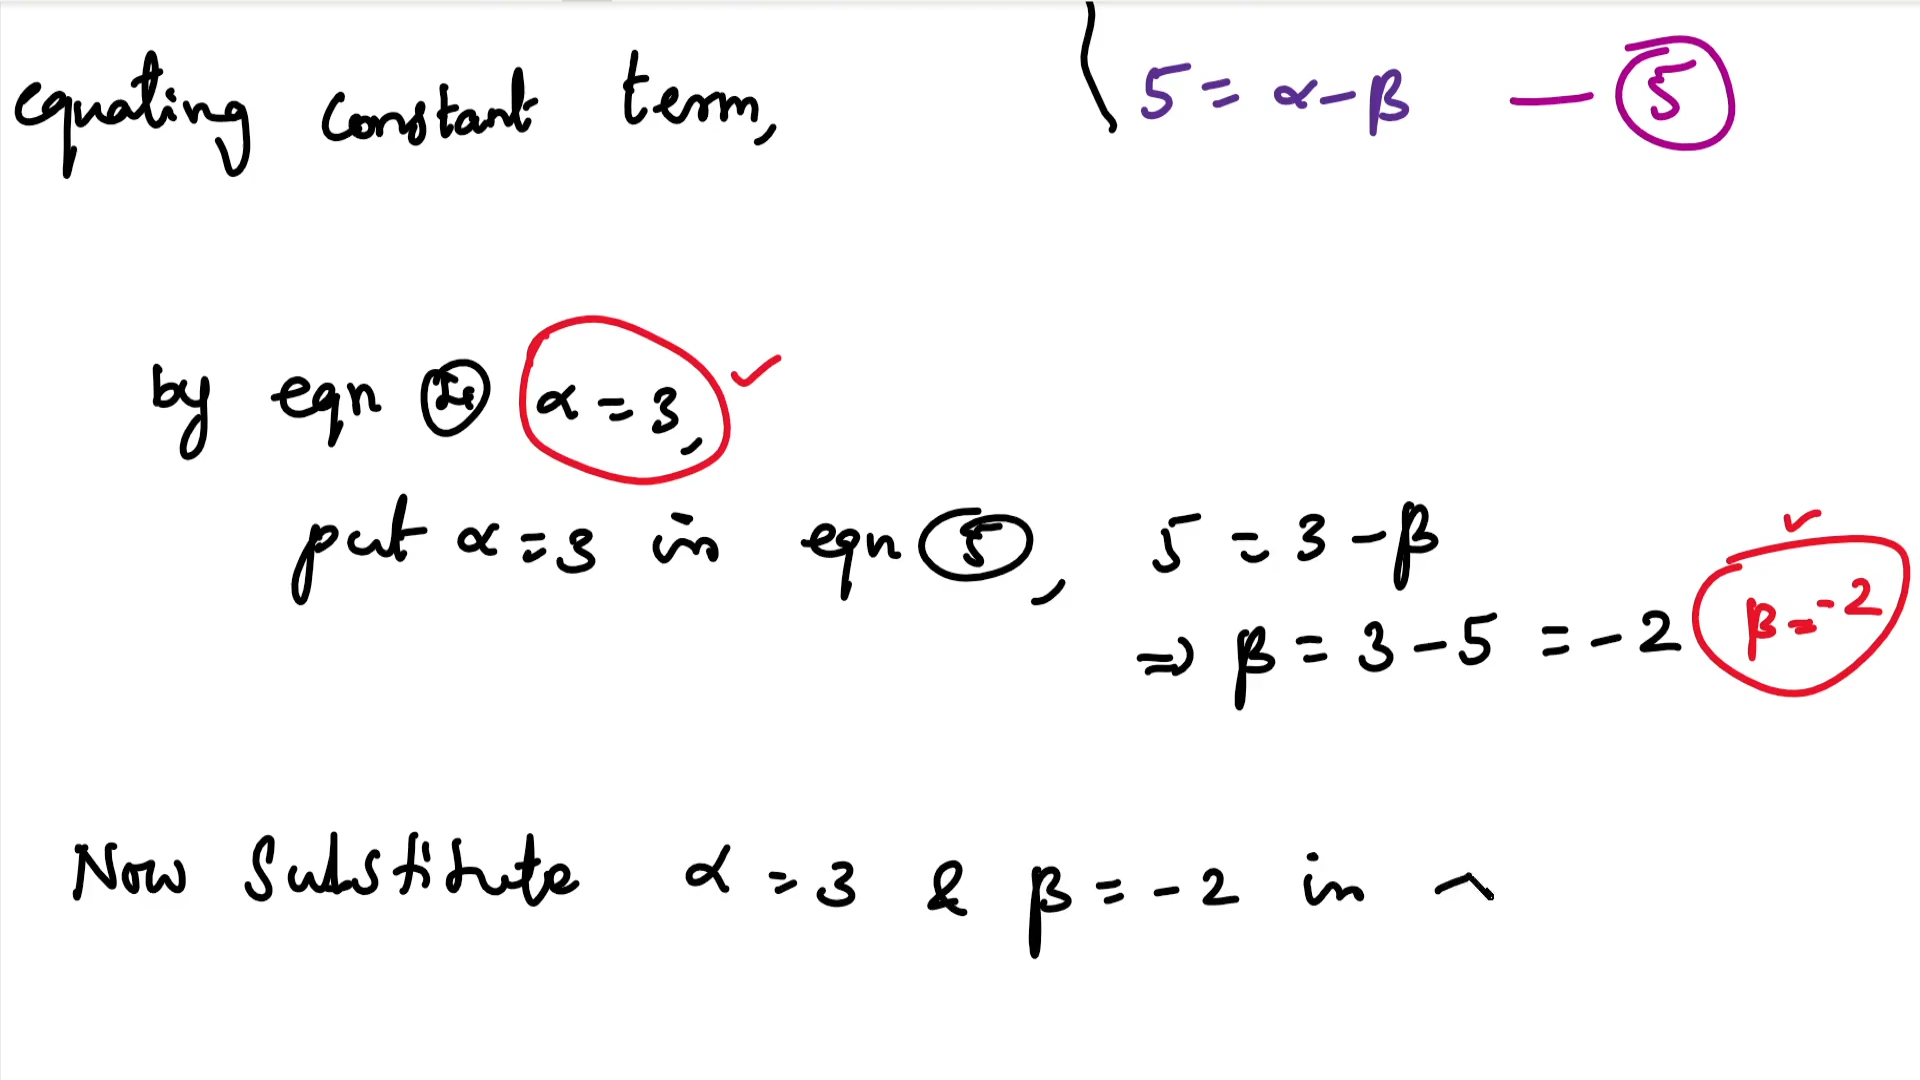 equating constant term,
5 = α - β — 5
by eqn α = 3,
put α = 3 in eqn 5, 5 = 3 - β
⇒ β = 3 - 5 = -2 β = -2
Now Substitute α = 3 & β = -2 in